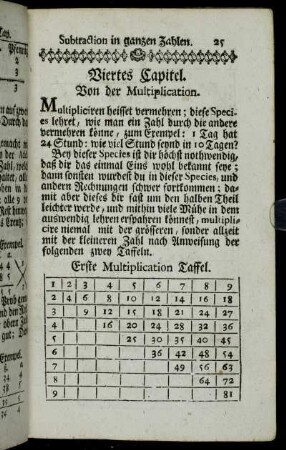 Subtraction in gantzen Zahlen. 25
Viertes Capitel.
Von der Multiplication.
Multipliciren heisset vermehren; diese Speci-
es lehret, wie man ein Zahl durch die andere
vermehren könne, zum Exempel: 1 Tag hat
24 Stund: wie viel Stund seynd in 10 Tagen?
Bey dieser Species ist dir höchst nothwendig,
daß dir das einmal Eins wohl bekannt seye;
dann sonsten wurdest du in dieser Species, und
andern Rechnungen schwer fortkommen; da-
mit aber dieses dir fast um den halben Theil
leichter werde, und mithin viele Mühe in dem
auswendig lehren ersparen könnest, multipli-
cire niemal mit der grösseren, sonder allzeit
mit der kleineren Zahl nach Anweisung der
folgenden zwey Taffeln.
Erste Multiplication Taffel.
1 2 3 4 5 6 7 8 9
2 4 6 8 10 12 14 16 18
3 9 12 15 18 21 24 27
4 16 20 24 28 32 36
5 25 30 35 40 45
6 36 42 48 54
7 49 56 63
8 64 72
9 81